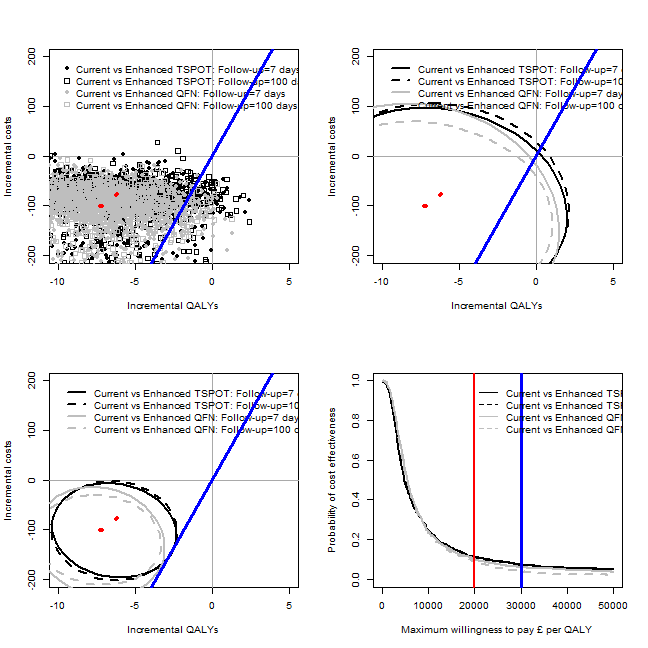 200
100
0
100
-200
-10
-5
0
5
Incremental costs
Incremental QALYs
Current vs Enhanced TSPOT: Follow-up=7 days
Current vs Enhanced TSPOT: Follow-up=100 days
Current vs Enhanced QFN: Follow-up=7 days
Current vs Enhanced QFN: Follow-up=100 days
200
100
0
100
-200
-10
-5
0
5
Incremental costs
Incremental QALYs
Current vs Enhanced TSPOT: Follow-up=7
Current vs Enhanced TSPOT: Follow-up=10
Current vs Enhanced QFN: Follow-up=7 da
Current vs Enhanced QFN: Follow-up=100 d
200
100
0
100
-200
-10
-5
0
5
Incremental costs
Incremental QALYs
Current vs Enhanced TSPOT: Follow-up=7
Current vs Enhanced TSPOT: Follow-up=10
Current vs Enhanced QFN: Follow-up=7 day
Current vs Enhanced QFN: Follow-up=100 d
1.0
0.8
0.6
0.4
0.2
0.0
0
10000
20000
30000
40000
50000
Probability of cost effectiveness
Maximum willingness to pay £ per QALY
Current vs Enhanced TSI
Current vs Enhanced TSI
Current vs Enhanced QFI
Current vs Enhanced QFI